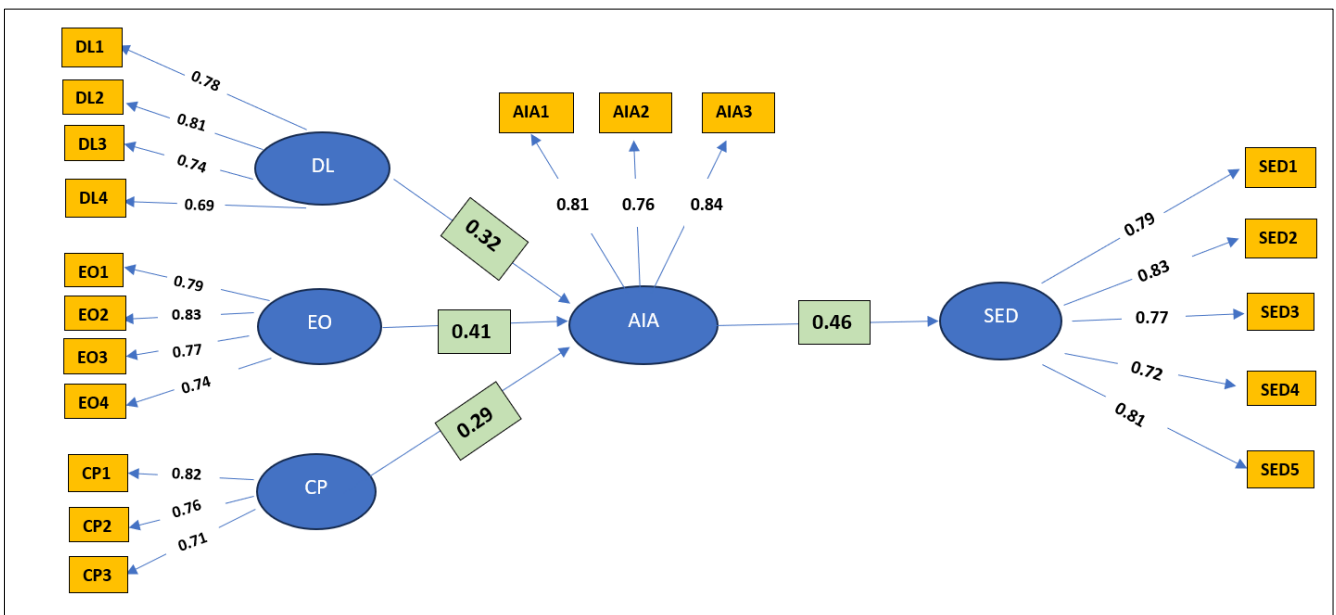 DL1
0.78
DL2
0.81
DL3
0.74
DL4
0.69
DL
EO1
0.79
EO2
0.83
EO3
0.77
EO4
0.74
EO
CP1
0.82
CP2
0.76
CP3
0.71
CP
0.32
0.41
0.29
AIA1
AIA2
AIA3
0.81
0.76
0.84
AIA
0.46
SED
0.79
SED1
0.83
SED2
0.77
SED3
0.72
SED4
0.81
SED5